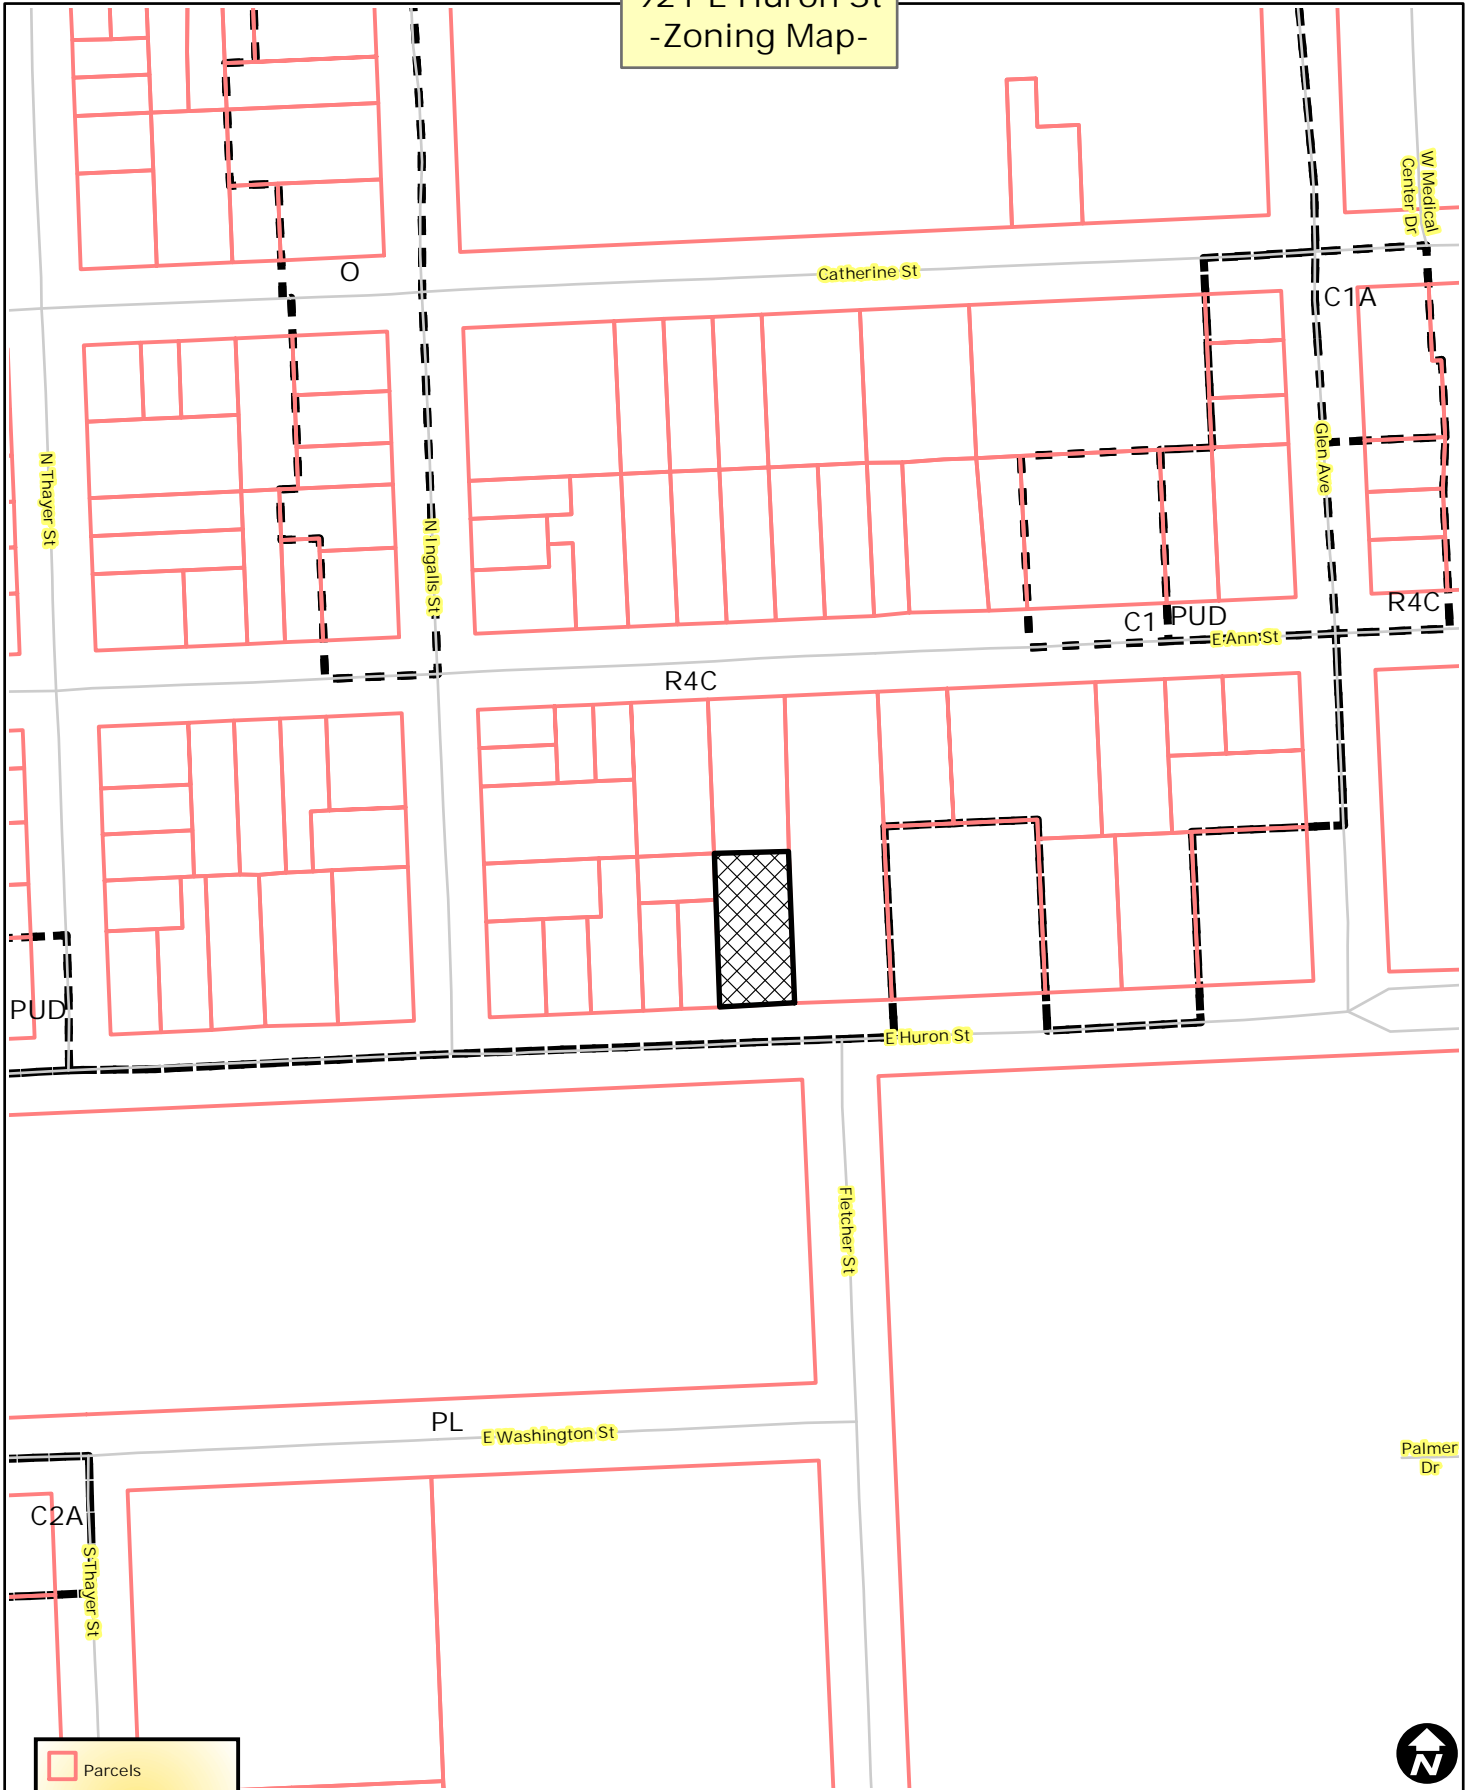 -Zoning Map-
W Medical
Center Dr
O
Catherine St
C1A
N Thayer St
Glen Ave
N Ingalls St
R4C
C1
PUD
E Ann St
R4C
PUD
E Huron St
Fletcher St
PL
E Washington St
Palmer
Dr
C2A
S Thayer St
Parcels
N